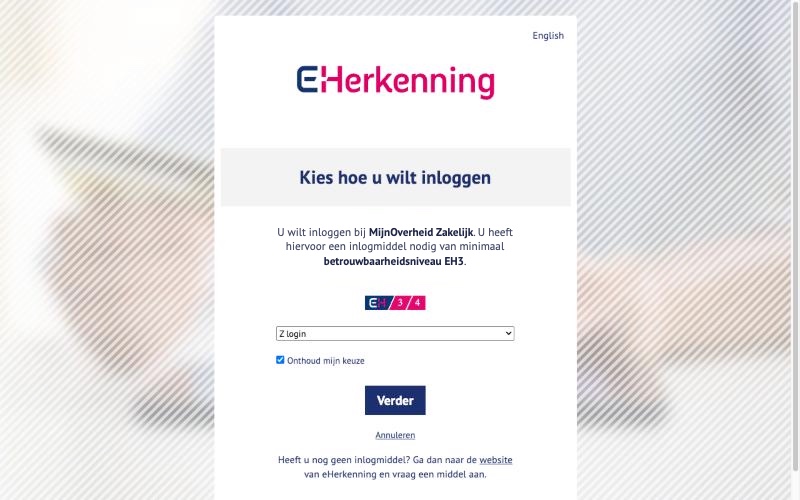 English
EHerkenning
Kies hoe u wilt inloggen
U wilt inloggen bij MijnOverheid Zakelijk. U heeft
hiervoor een inlogmiddel nodig van minimaal
betrouwbaarheidsniveau EH3.
EH 3 4
Z login
Onthoud mijn keuze
Verder
Annuleren
Heeft u nog geen inlogmiddel? Ga dan naar de website
van eHerkenning en vraag een middel aan.